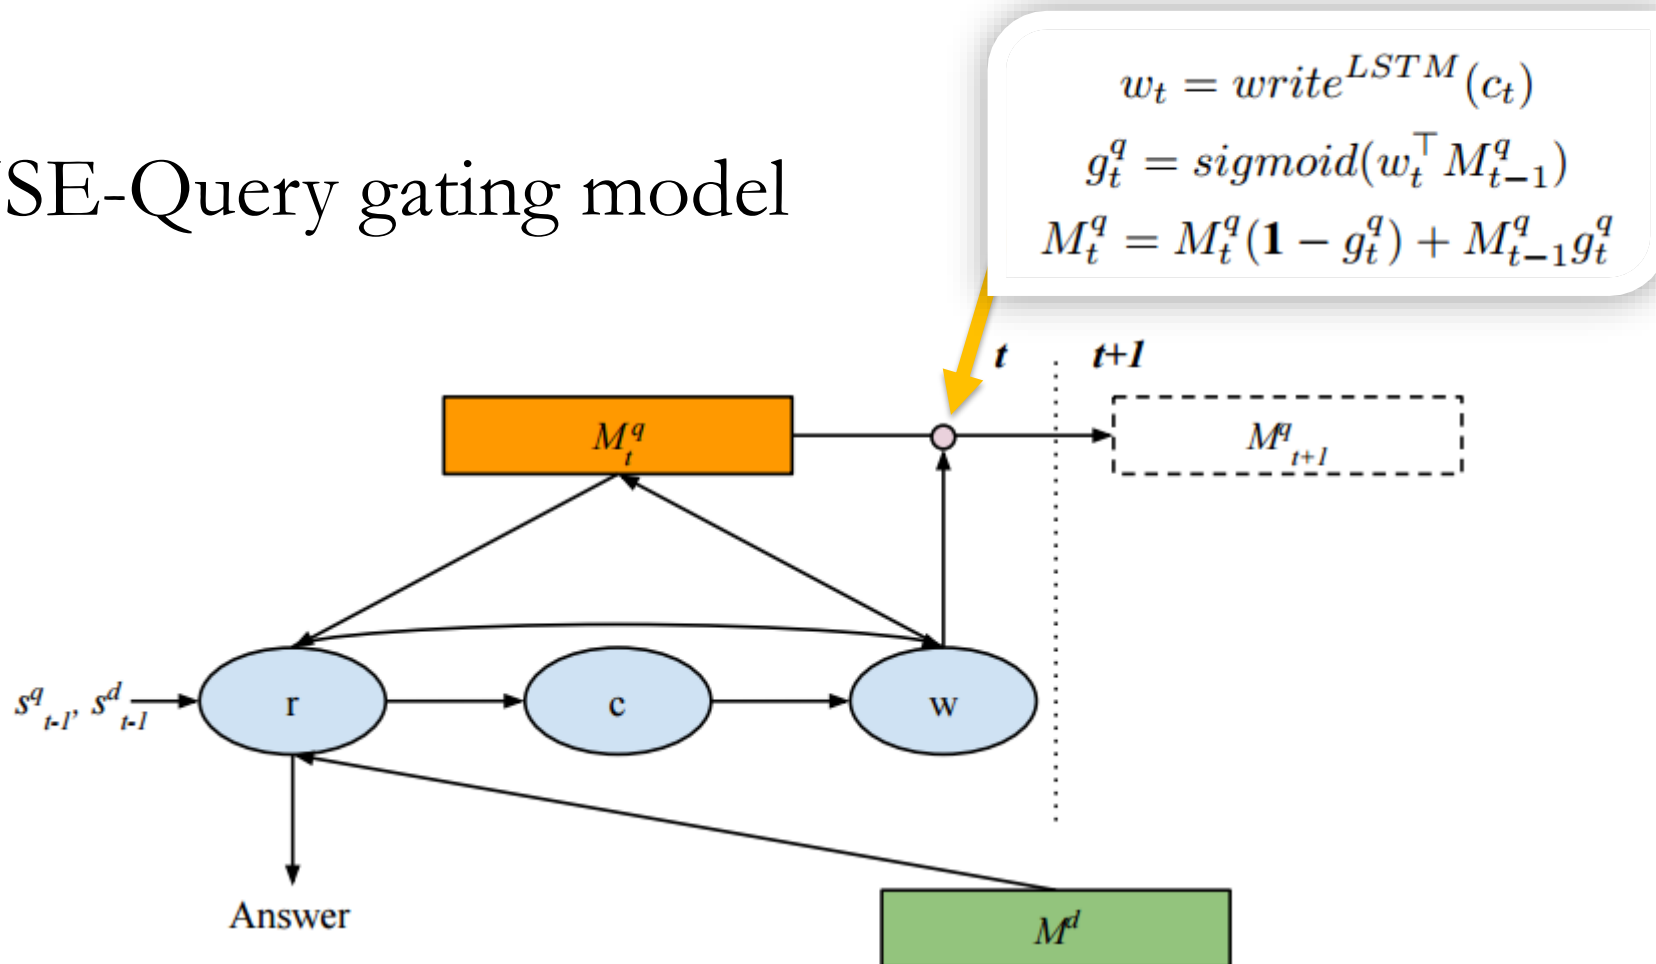 w_t = write^{LSTM}(c_t)
g_t^q = sigmoid(w_t^⊤ M_{t-1}^q)
M_t^q = M_t^q(1 − g_t^q) + M_{t-1}^q g_t^q
SE-Query gating model
t t+1
M_t^q M^q_{t+1}
s^q_{t-1}, s^d_{t-1} r c w
Answer
M^d